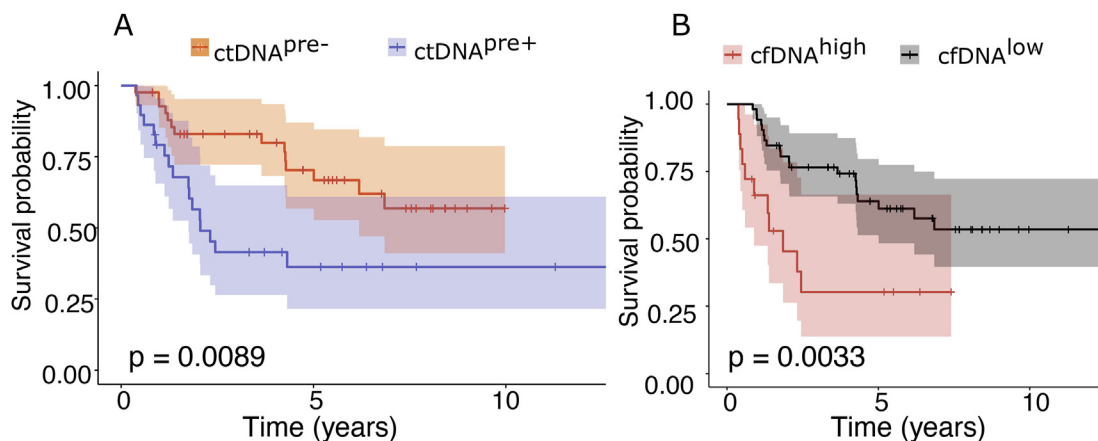 A
ctDNApre-
ctDNApre+
Survival probability
1.00
0.75
0.50
0.25
0.00
p = 0.0089
0
5
10
Time (years)
B
cfDNAhigh
cfDNAlow
Survival probability
1.00
0.75
0.50
0.25
0.00
p = 0.0033
0
5
10
Time (years)